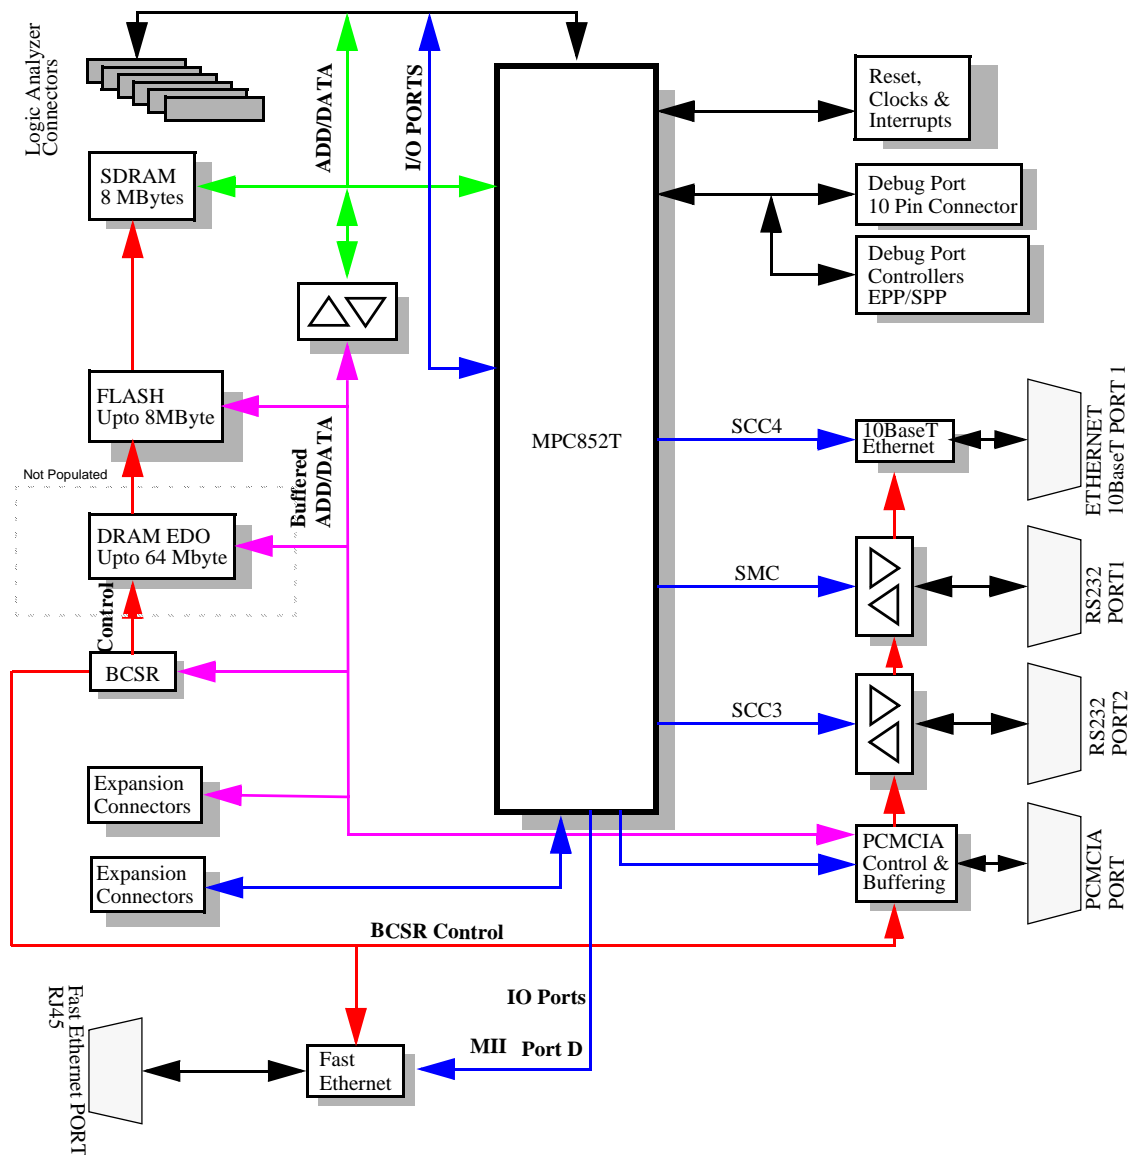 Logic Analyzer
Connectors
ADD/DATA
I/O PORTS
Reset,
Clocks &
Interrupts
SDRAM
8 MBytes
Debug Port
10 Pin Connector
Debug Port
Controllers
EPP/SPP
FLASH
Upto 8MByte
Buffered
ADD/DATA
MPC852T
SCC4
10BaseT
Ethernet
ETHERNET
10BaseT PORT 1
Not Populated
DRAM EDO
Upto 64 Mbyte
Control
SMC
RS232
PORT1
BCSR
SCC3
RS232
PORT2
Expansion
Connectors
PCMCIA
Control &
Buffering
PCMCIA
PORT
Expansion
Connectors
BCSR Control
IO Ports
MII Port D
Fast
Ethernet
Fast Ethernet PORT
RJ45